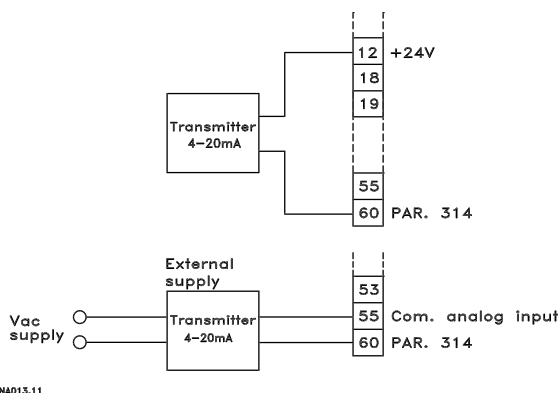 12 +24V
18
19
Transmitter
4-20mA
55
60 PAR. 314
External
supply
53
Vac
supply
Transmitter
4-20mA
55 Com. analog input
60 PAR. 314
NA013.11